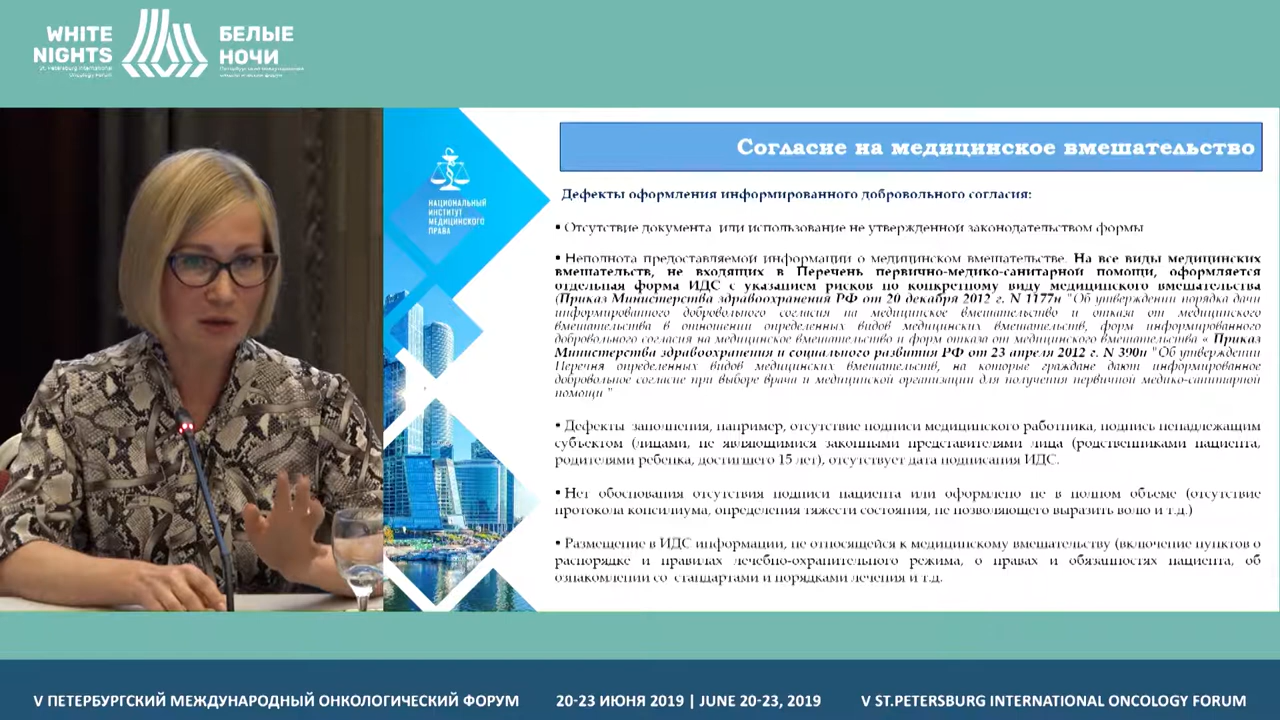 WHITE
NIGHTS
St. Petersburg International
Oncology Forum
БЕЛЫЕ
НОЧИ
Петербургский международный
онкологический форум
НАЦИОНАЛЬНЫЙ
ИНСТИТУТ
МЕДИЦИНСКОГО
ПРАВА
Согласие на медицинское вмешательство
Дефекты оформления информированного добровольного согласия:
▪ Отсутствие документа или использование не утвержденной законодательством формы
▪ Неполнота предоставляемой информации о медицинском вмешательстве. На все виды медицинских
вмешательств, не входящих в Перечень первично-медико-санитарной помощи, оформляется
отдельная форма ИДС с указанием рисков по конкретному виду медицинского вмешательства
(Приказ Министерства здравоохранения РФ от 20 декабря 2012 г. N 1177н "Об утверждении порядка дачи
информированного добровольного согласия на медицинское вмешательство и отказа от медицинского
вмешательства в отношении определенных видов медицинских вмешательств, форм информированного
добровольного согласия на медицинское вмешательство и форм отказа от медицинского вмешательства « Приказ
Министерства здравоохранения и социального развития РФ от 23 апреля 2012 г. N 390н "Об утверждении
Перечня определенных видов медицинских вмешательств, на которые граждане дают информированное
добровольное согласие при выборе врача и медицинской организации для получения первичной медико-санитарной
помощи "
▪ Дефекты заполнения, например, отсутствие подписи медицинского работника, подпись ненадлежащим
субъектом (лицами, не являющимися законными представителями лица (родственниками пациента,
родителями ребенка, достигшего 15 лет), отсутствует дата подписания ИДС.
▪ Нет обоснования отсутствия подписи пациента или оформлено не в полном объеме (отсутствие
протокола консилиума, определения тяжести состояния, не позволяющего выразить волю и т.д.)
▪ Размещение в ИДС информации, не относящейся к медицинскому вмешательству (включение пунктов о
распорядке и правилах лечебно-охранительного режима, о правах и обязанностях пациента, об
ознакомлении со стандартами и порядками лечения и т.д.
V ПЕТЕРБУРГСКИЙ МЕЖДУНАРОДНЫЙ ОНКОЛОГИЧЕСКИЙ ФОРУМ
20-23 ИЮНЯ 2019 | JUNE 20-23, 2019
V ST.PETERSBURG INTERNATIONAL ONCOLOGY FORUM